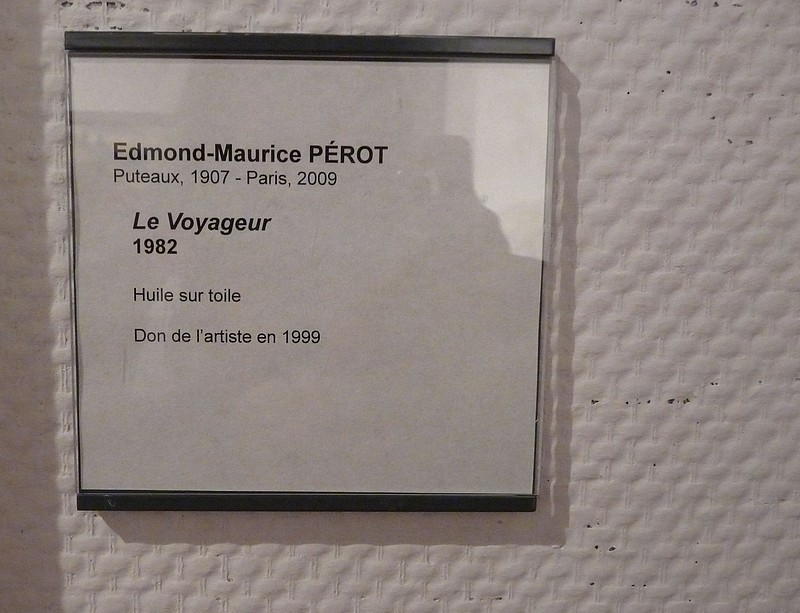 Edmond-Maurice PÉROT
Puteaux, 1907 - Paris, 2009
Le Voyageur
1982
Huile sur toile
Don de l'artiste en 1999